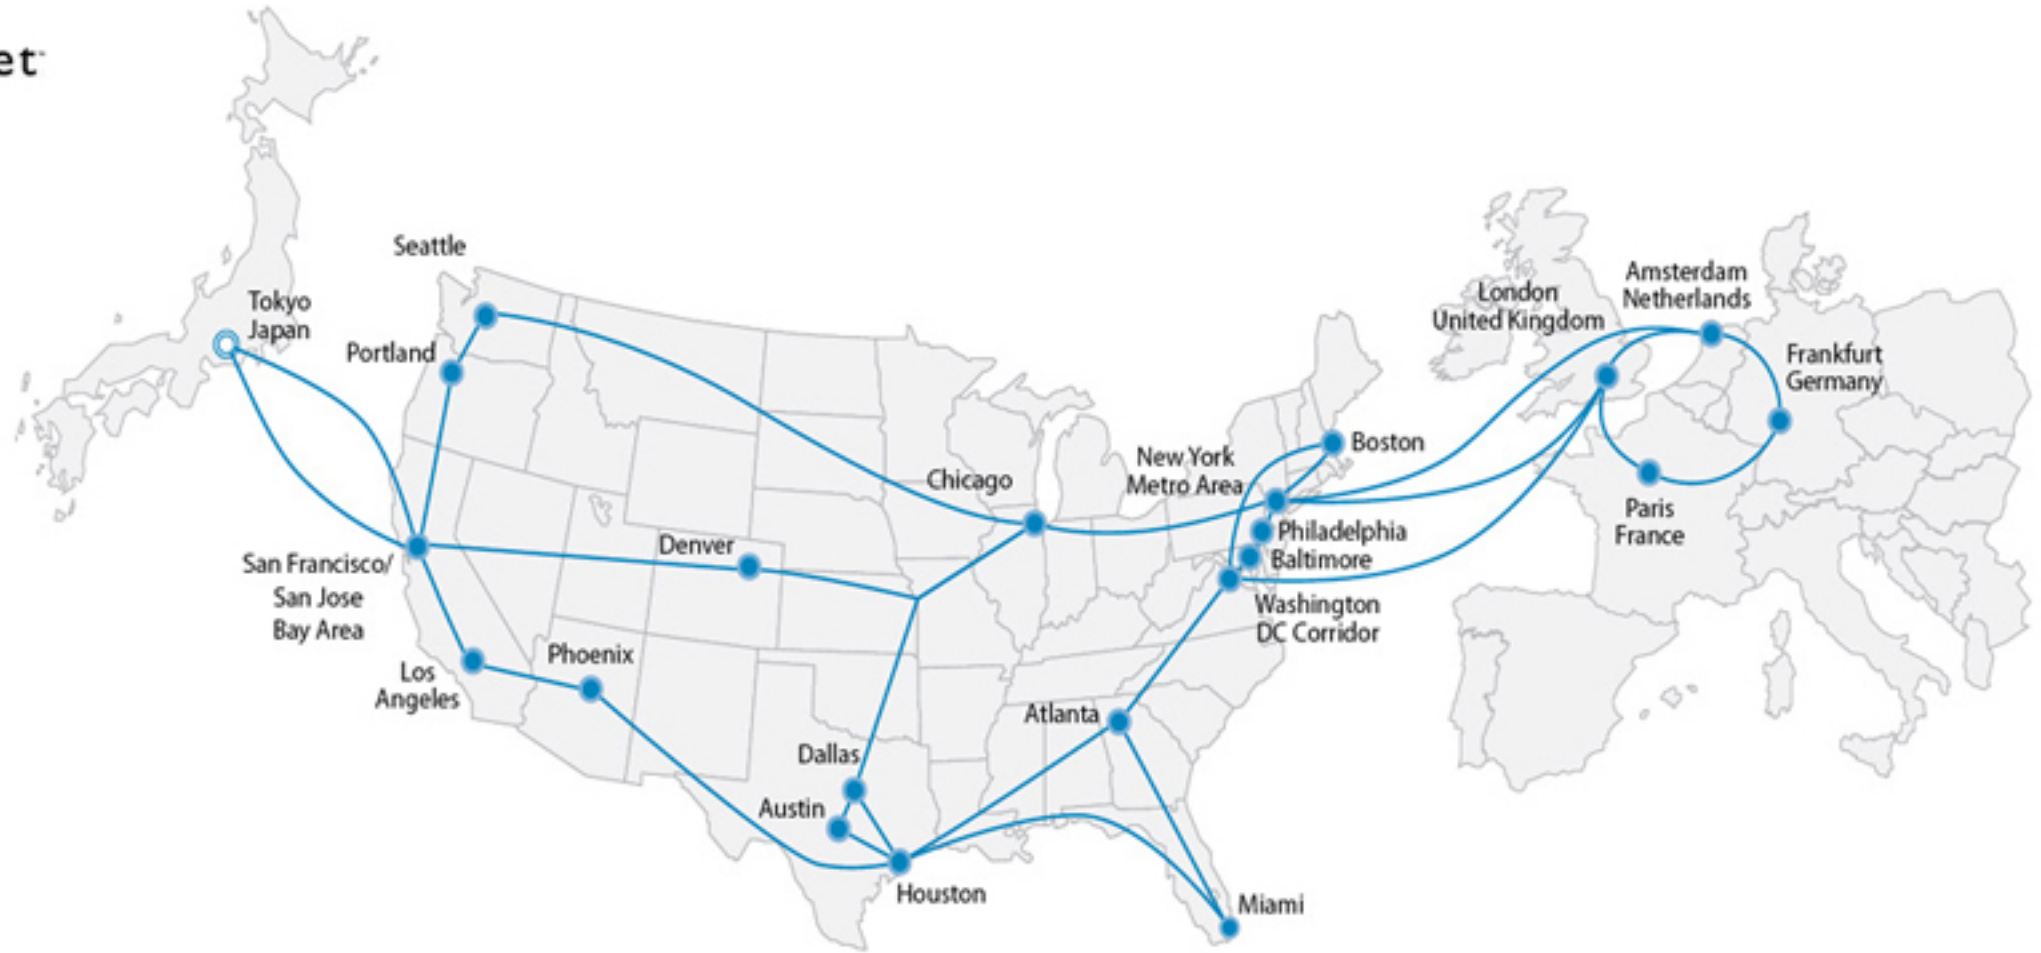 et
Seattle
Tokyo
Japan
Portland
San Francisco/
San Jose
Bay Area
Los
Angeles
Phoenix
Denver
Chicago
Dallas
Austin
Houston
Atlanta
Miami
New York
Metro Area
Boston
Philadelphia
Baltimore
Washington
DC Corridor
London
United Kingdom
Amsterdam
Netherlands
Frankfurt
Germany
Paris
France